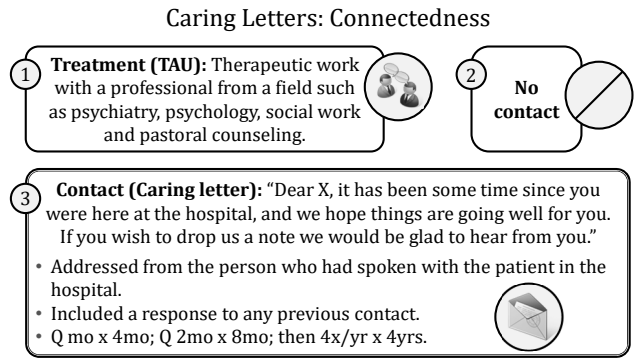 Caring Letters: Connectedness
1
Treatment (TAU): Therapeutic work
with a professional from a field such
as psychiatry, psychology, social work
and pastoral counseling.
2
No
contact
3
Contact (Caring letter): “Dear X, it has been some time since you
were here at the hospital, and we hope things are going well for you.
If you wish to drop us a note we would be glad to hear from you.”
• Addressed from the person who had spoken with the patient in the
hospital.
• Included a response to any previous contact.
• Q mo x 4mo; Q 2mo x 8mo; then 4x/yr x 4yrs.